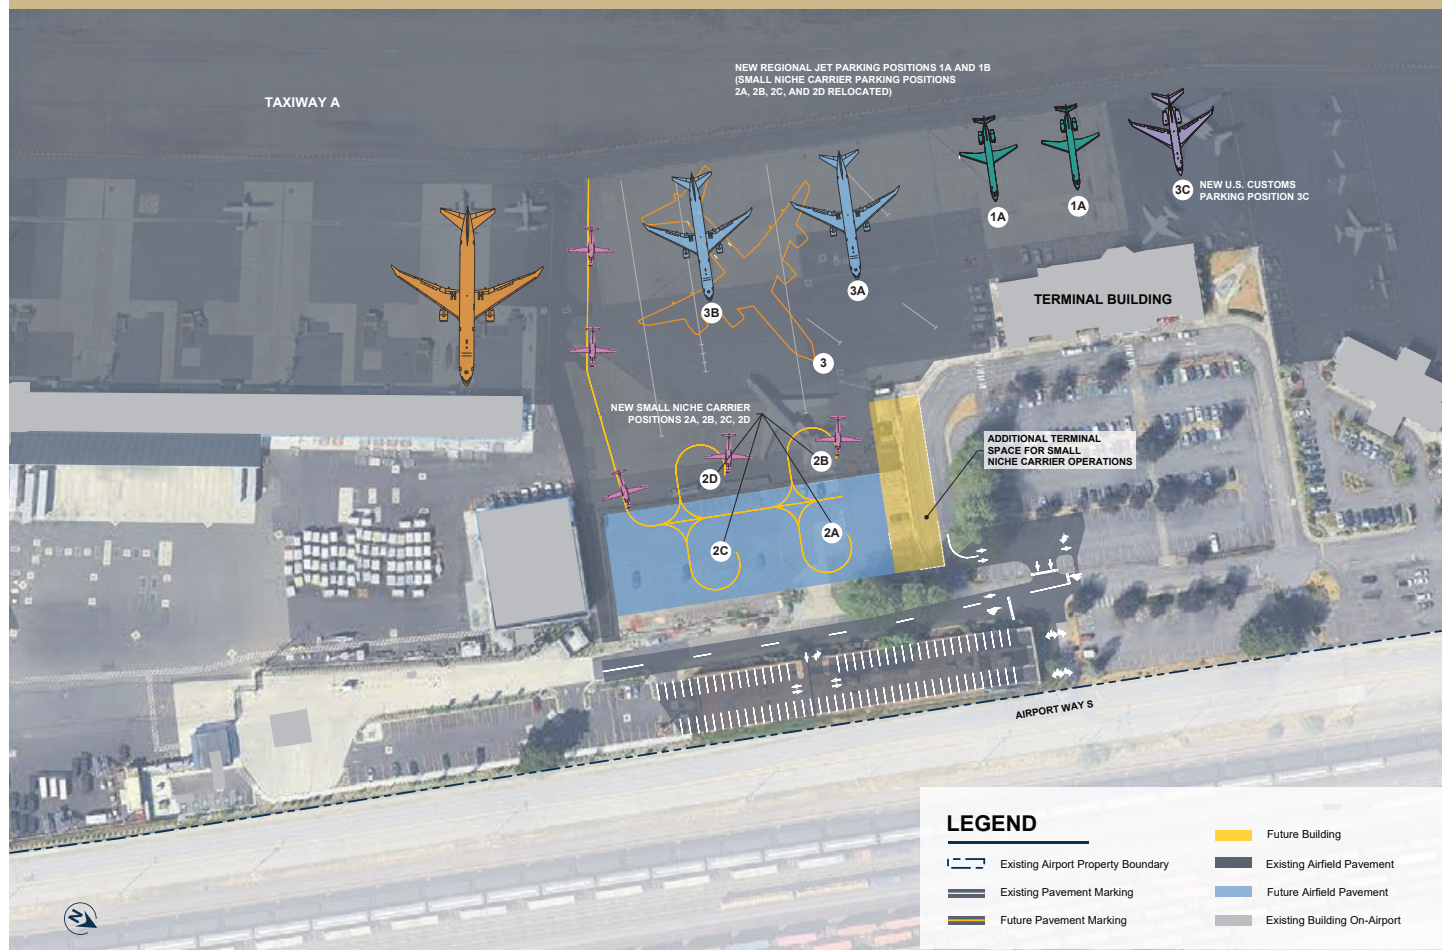 NEW REGIONAL JET PARKING POSITIONS 1A AND 1B
(SMALL NICHE CARRIER PARKING POSITIONS
2A, 2B, 2C, AND 2D RELOCATED)
TAXIWAY A
3C
NEW U.S. CUSTOMS
PARKING POSITION 3C
1A
1A
3A
3B
TERMINAL BUILDING
3
NEW SMALL NICHE CARRIER
POSITIONS 2A, 2B, 2C, 2D
ADDITIONAL TERMINAL
SPACE FOR SMALL
NICHE CARRIER OPERATIONS
2B
2D
2A
2C
AIRPORT WAY S
LEGEND
Existing Airport Property Boundary
Existing Pavement Marking
Future Pavement Marking
Future Building
Existing Airfield Pavement
Future Airfield Pavement
Existing Building On-Airport
N